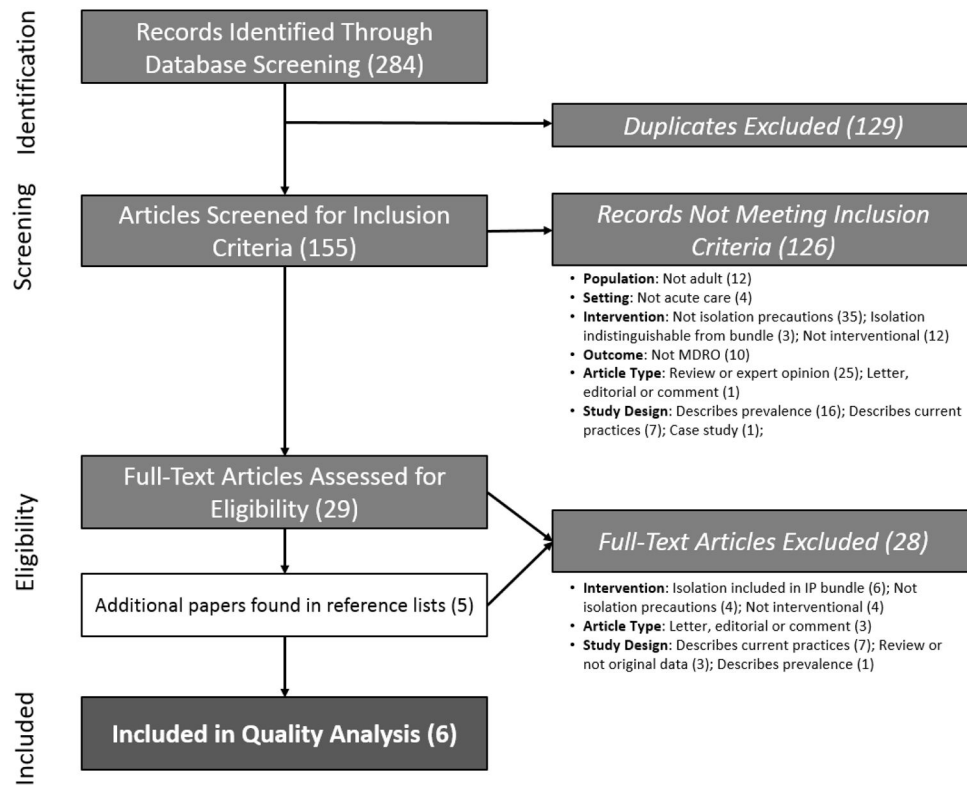 Identification
Records Identified Through
Database Screening (284)
Duplicates Excluded (129)
Screening
Articles Screened for Inclusion
Criteria (155)
Records Not Meeting Inclusion
Criteria (126)
• Population: Not adult (12)
• Setting: Not acute care (4)
• Intervention: Not isolation precautions (35); Isolation
indistinguishable from bundle (3); Not interventional (12)
• Outcome: Not MDRO (10)
• Article Type: Review or expert opinion (25); Letter,
editorial or comment (1)
• Study Design: Describes prevalence (16); Describes current
practices (7); Case study (1);
Eligibility
Full-Text Articles Assessed for
Eligibility (29)
Additional papers found in reference lists (5)
Full-Text Articles Excluded (28)
• Intervention: Isolation included in IP bundle (6); Not
isolation precautions (4); Not interventional (4)
• Article Type: Letter, editorial or comment (3)
• Study Design: Describes current practices (7); Review or
not original data (3); Describes prevalence (1)
Included
Included in Quality Analysis (6)